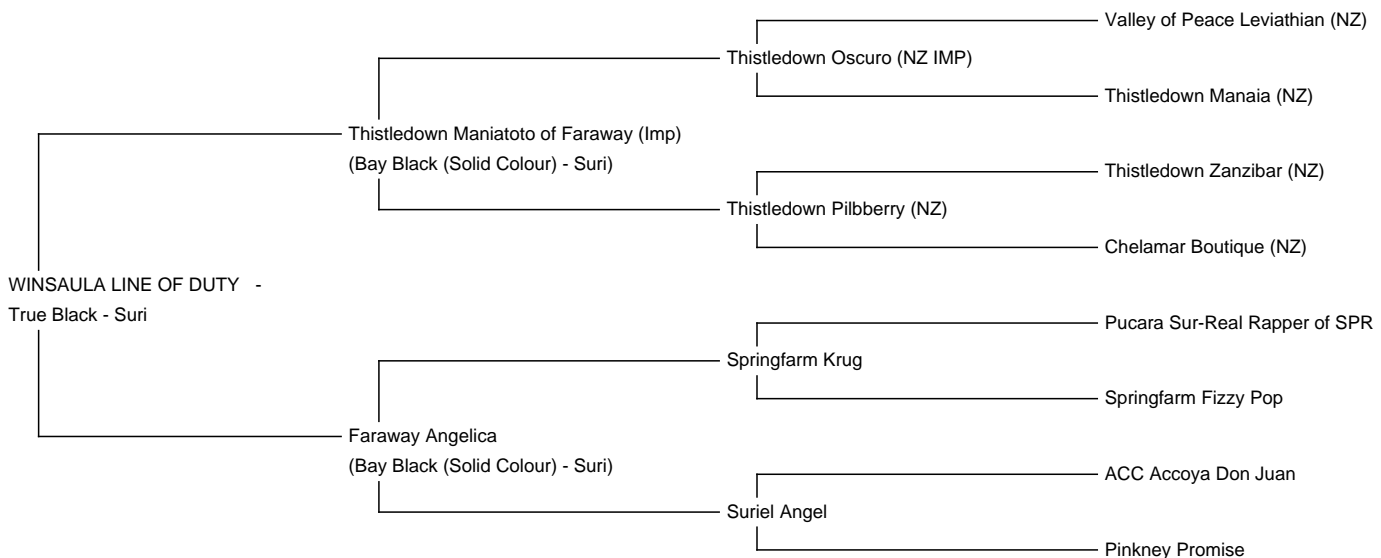 Valley of Peace Leviathian (NZ)
Thistledown Oscuro (NZ IMP)
Thistledown Manaia (NZ)
Thistledown Maniatoto of Faraway (Imp)
(Bay Black (Solid Colour) - Suri)
Thistledown Zanzibar (NZ)
Thistledown Pilbberry (NZ)
Chelamar Boutique (NZ)
WINSAULA LINE OF DUTY -
True Black - Suri
Pucara Sur-Real Rapper of SPR
Springfarm Krug
Springfarm Fizzy Pop
Faraway Angelica
(Bay Black (Solid Colour) - Suri)
ACC Accoya Don Juan
Suriel Angel
Pinkney Promise